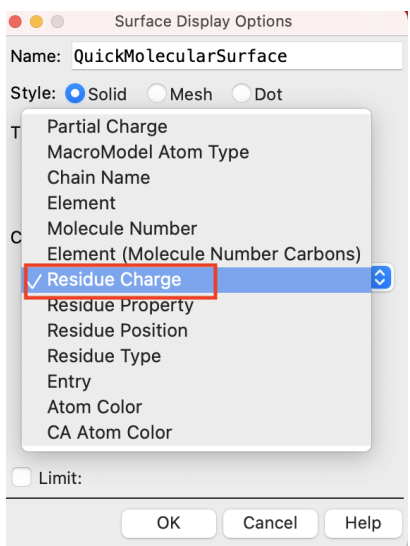 Surface Display Options
Name: QuickMolecularSurface
Style: Solid Mesh Dot
T
Partial Charge
MacroModel Atom Type
Chain Name
Element
Molecule Number
C
Element (Molecule Number Carbons)
✓ Residue Charge
Residue Property
Residue Position
Residue Type
Entry
Atom Color
CA Atom Color
Limit:
OK Cancel Help